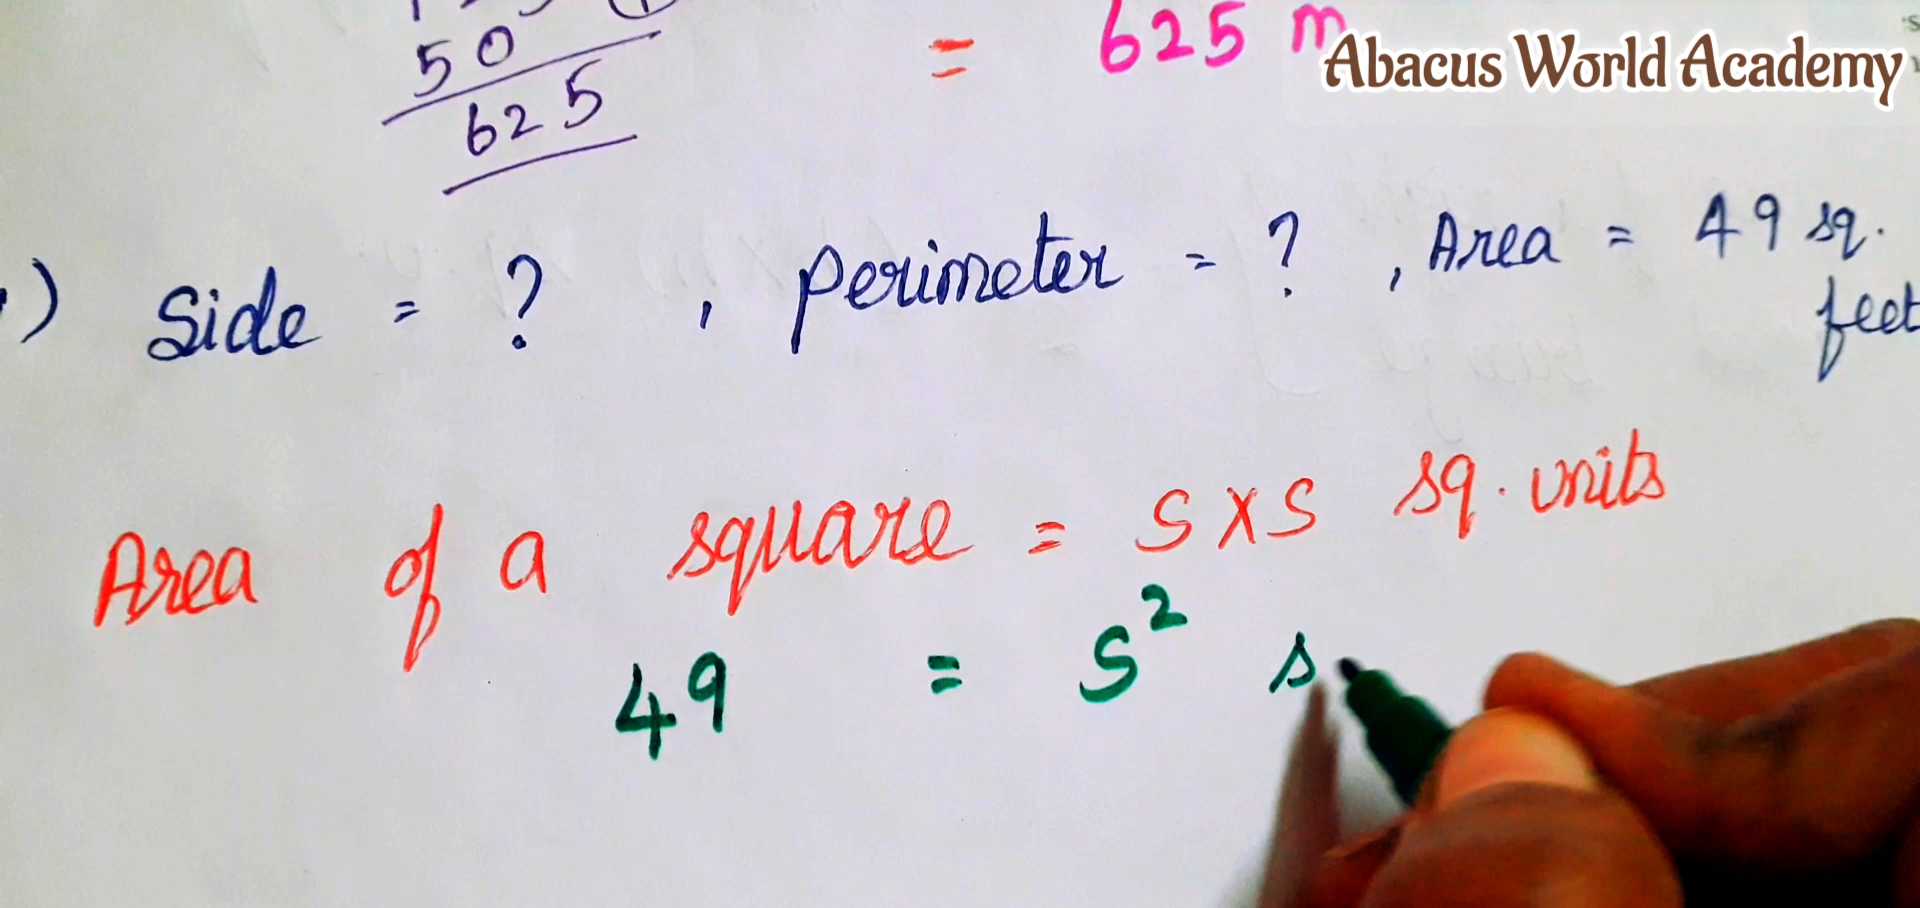 50
= 625 m
Abacus World Academy
625
) Side = ? , Perimeter = ? , Area = 49 sq.
feet
Area of a square = S X S sq. units
49 = S² s